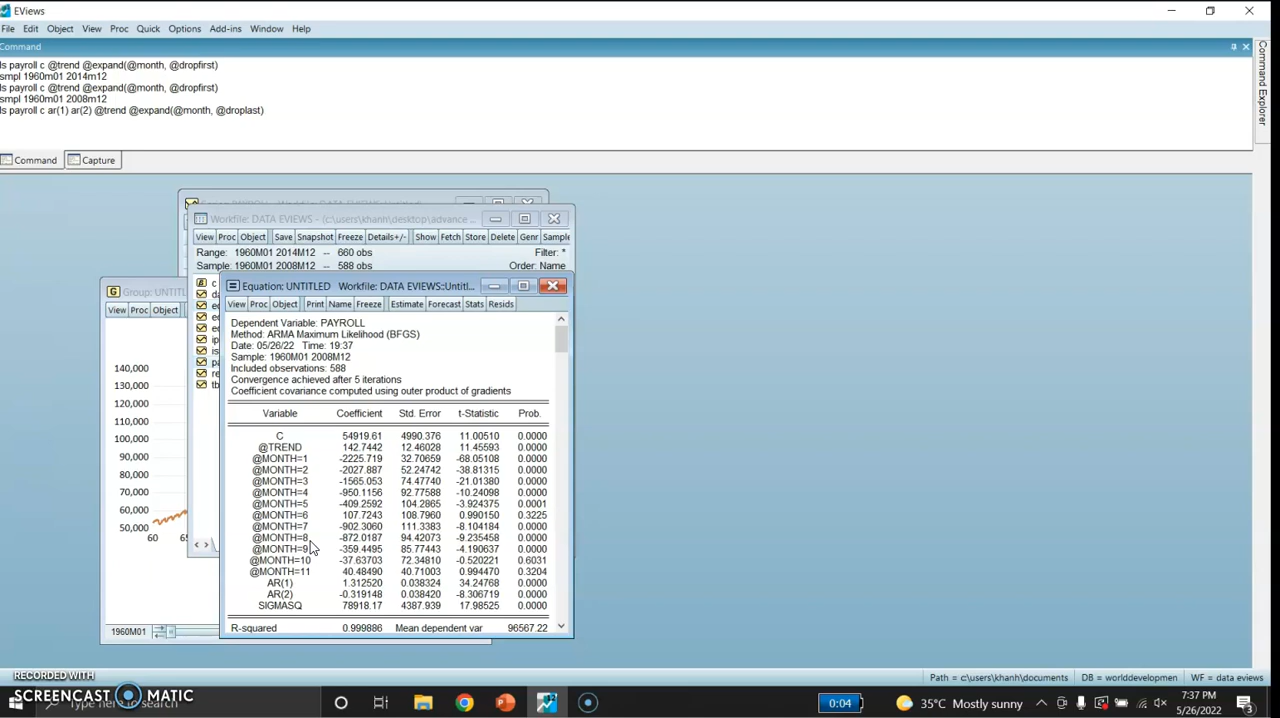 EViews
File Edit Object View Proc Quick Options Add-ins Window Help
Command
ls payroll c @trend @expand(@month, @dropfirst)
smpl 1960m01 2014m12
ls payroll c @trend @expand(@month, @dropfirst)
smpl 1960m01 2008m12
ls payroll c ar(1) ar(2) @trend @expand(@month, @droplast)
Command Explorer
Command Capture
Workfile: DATA EVIEWS - (c:\users\khanh\desktop\advance ...
View Proc Object Save Snapshot Freeze Details+/- Show Fetch Store Delete Genr Sample
Range: 1960M01 2014M12 -- 660 obs Filter: *
Sample: 1960M01 2008M12 -- 588 obs Order: Name
c
Group: UNTI
View Proc Object
140,000
130,000
120,000
110,000
100,000
90,000
80,000
70,000
60,000
50,000
60
1960M01
Equation: UNTITLED Workfile: DATA EVIEWS::Untitl...
View Proc Object Print Name Freeze Estimate Forecast Stats Resids
Dependent Variable: PAYROLL
Method: ARMA Maximum Likelihood (BFGS)
Date: 05/26/22 Time: 19:37
Sample: 1960M01 2008M12
Included observations: 588
Convergence achieved after 5 iterations
Coefficient covariance computed using outer product of gradients
Variable Coefficient Std. Error t-Statistic Prob.
C 54919.61 4990.376 11.00510 0.0000
@TREND 142.7442 12.46028 11.45593 0.0000
@MONTH=1 -2225.719 32.70659 -68.05108 0.0000
@MONTH=2 -2027.887 52.24742 -38.81315 0.0000
@MONTH=3 -1565.053 74.47740 -21.01380 0.0000
@MONTH=4 -950.1156 92.77588 -10.24098 0.0000
@MONTH=5 -409.2592 104.2865 -3.924375 0.0001
@MONTH=6 107.7243 108.7960 0.990150 0.3225
@MONTH=7 -902.3060 111.3383 -8.104184 0.0000
@MONTH=8 -872.0187 94.42073 -9.235458 0.0000
@MONTH=9 -359.4495 85.77443 -4.190637 0.0000
@MONTH=10 -37.63703 72.34810 -0.520221 0.6031
@MONTH=11 40.48490 40.71003 0.994470 0.3204
AR(1) 1.312520 0.038324 34.24768 0.0000
AR(2) -0.319148 0.038420 -8.306719 0.0000
SIGMASQ 78918.17 4387.939 17.98525 0.0000
R-squared 0.999886 Mean dependent var 96567.22
Path = c:\users\khanh\documents DB = worlddevelopmen WF = data eviews
RECORDED WITH
SCREENCAST MATIC
Type here to search
0:04
35°C Mostly sunny
7:37 PM
5/26/2022
3